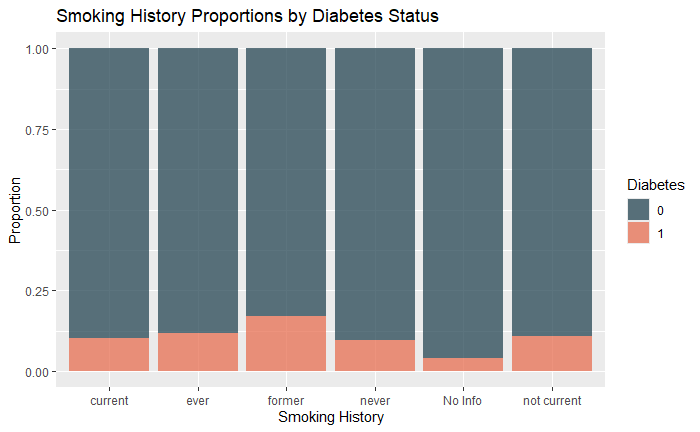 Smoking History Proportions by Diabetes Status
1.00
0.75
0.50
0.25
0.00
Proportion
current ever former never No Info not current
Smoking History
Diabetes
0
1